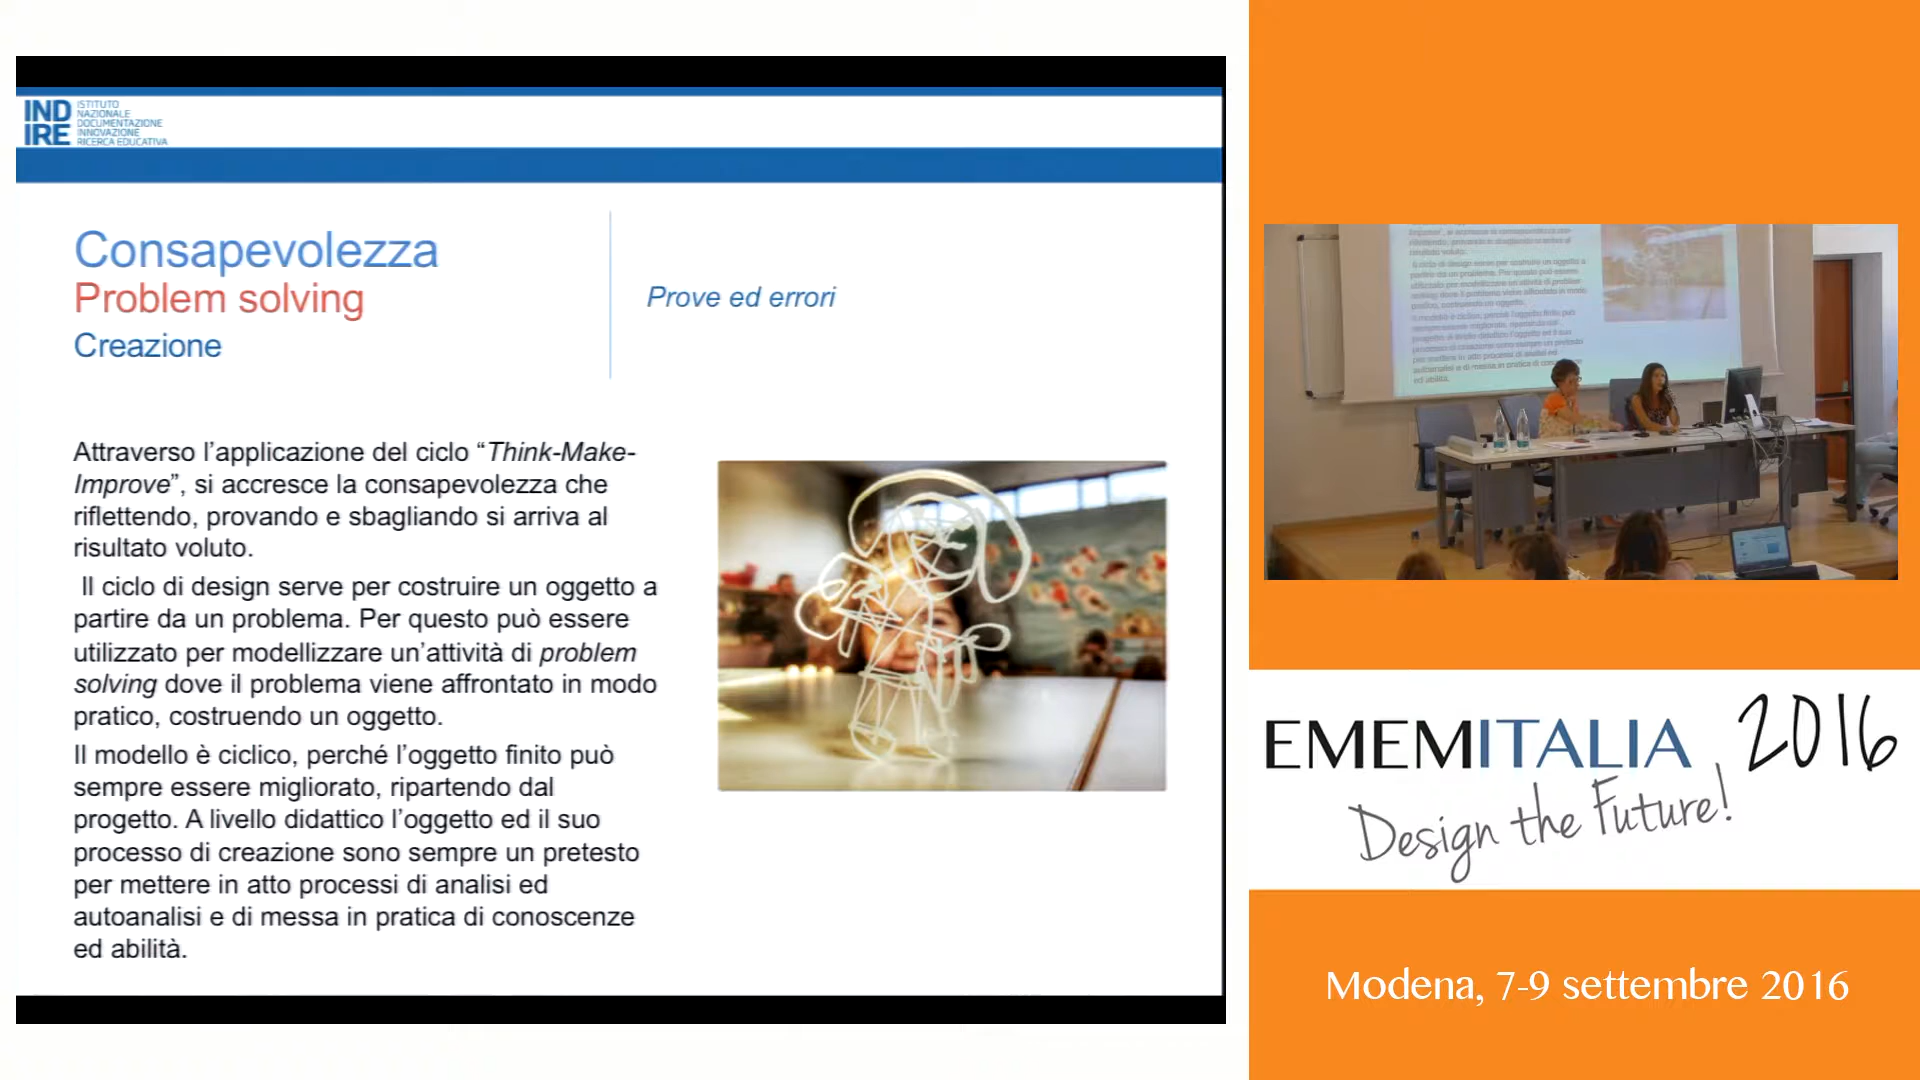 IND
IRE
ISTITUTO
NAZIONALE
DOCUMENTAZIONE
INNOVAZIONE
RICERCA EDUCATIVA
Consapevolezza
Problem solving
Creazione
Prove ed errori
Attraverso l’applicazione del ciclo “Think-Make-
Improve”, si accresce la consapevolezza che
riflettendo, provando e sbagliando si arriva al
risultato voluto.
Il ciclo di design serve per costruire un oggetto a
partire da un problema. Per questo può essere
utilizzato per modellizzare un’attività di problem
solving dove il problema viene affrontato in modo
pratico, costruendo un oggetto.
Il modello è ciclico, perché l’oggetto finito può
sempre essere migliorato, ripartendo dal
progetto. A livello didattico l’oggetto ed il suo
processo di creazione sono sempre un pretesto
per mettere in atto processi di analisi ed
autoanalisi e di messa in pratica di conoscenze
ed abilità.
EMEMITALIA 2016
Design the Future!
Modena, 7-9 settembre 2016